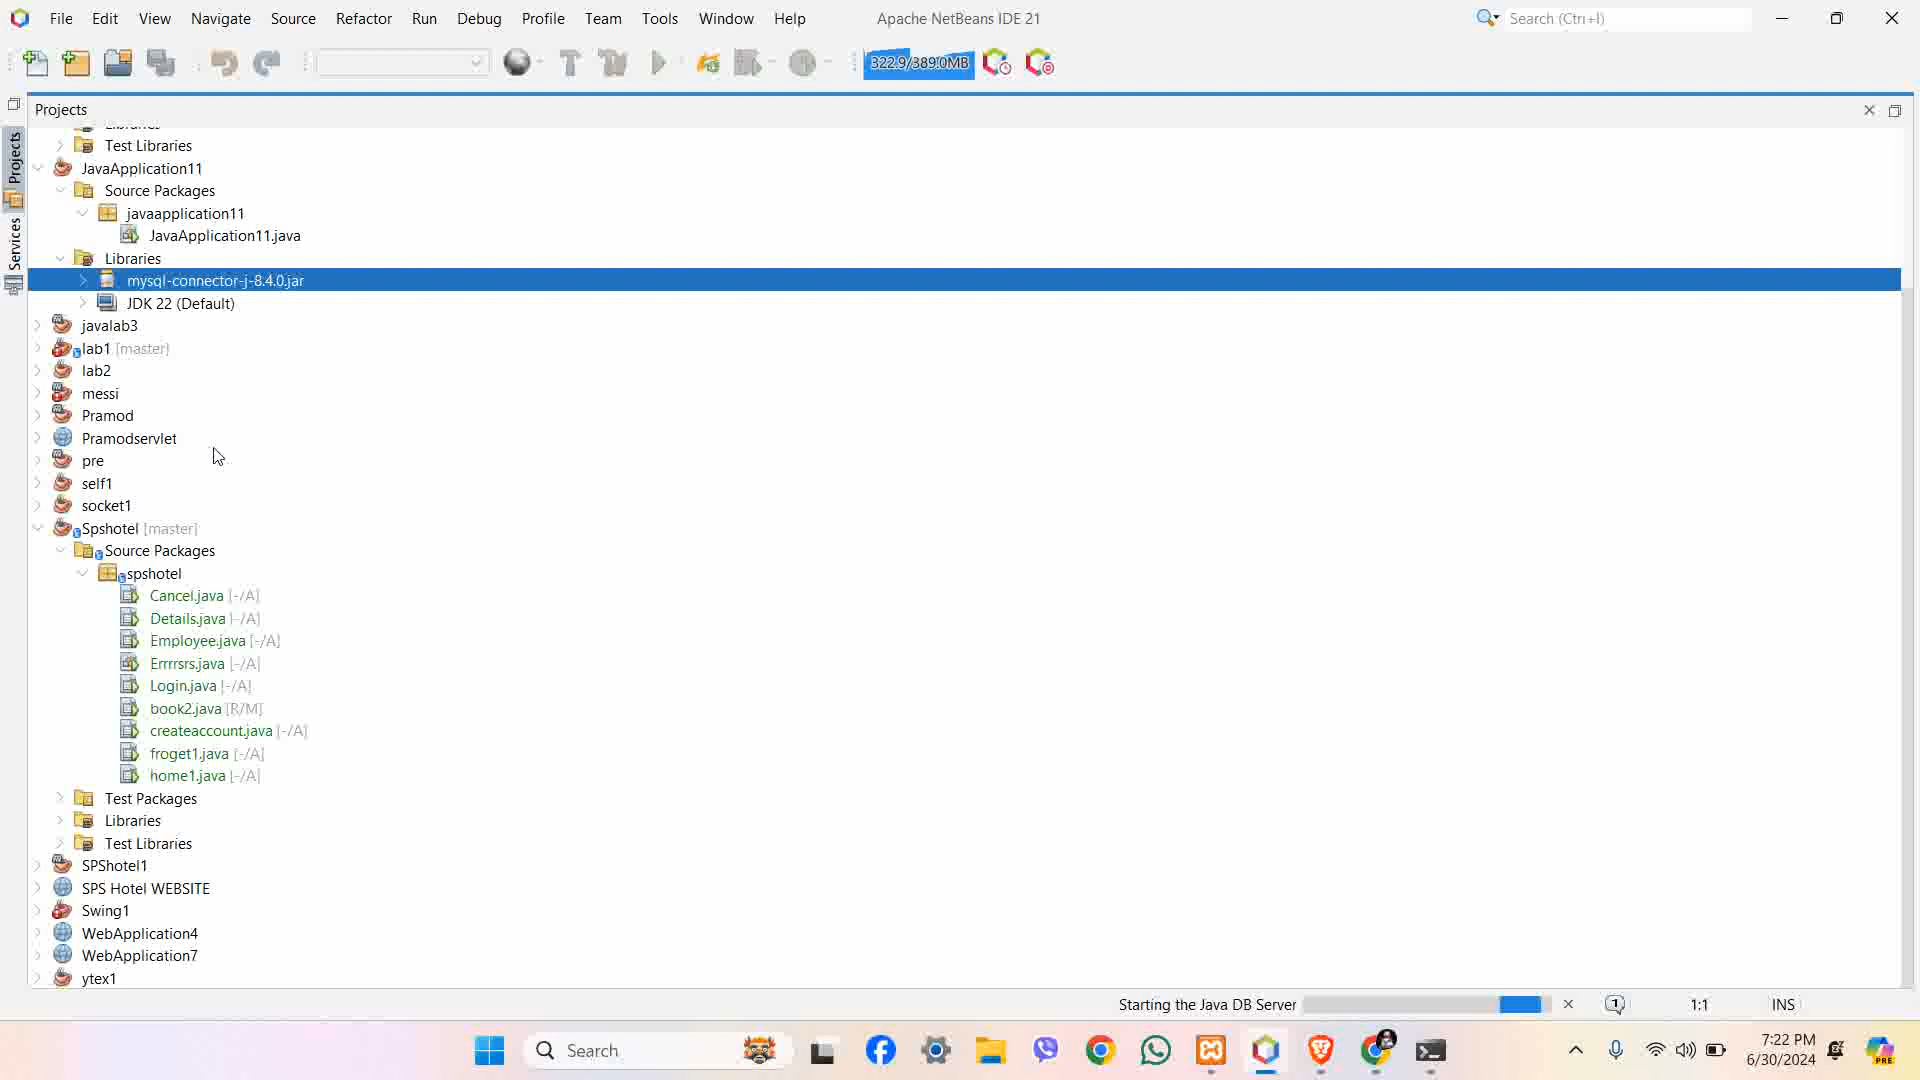 File Edit View Navigate Source Refactor Run Debug Profile Team Tools Window Help Apache NetBeans IDE 21 Search (Ctrl+I)
322.9/389.0MB
Projects
Projects
Services
Libraries
Test Libraries
JavaApplication11
Source Packages
javaapplication11
JavaApplication11.java
Libraries
mysql-connector-j-8.4.0.jar
JDK 22 (Default)
javalab3
lab1 [master]
lab2
messi
Pramod
Pramodservlet
pre
self1
socket1
Spshotel [master]
Source Packages
spshotel
Cancel.java [-/A]
Details.java [-/A]
Employee.java [-/A]
Errrrsrs.java [-/A]
Login.java [-/A]
book2.java [R/M]
createaccount.java [-/A]
froget1.java [-/A]
home1.java [-/A]
Test Packages
Libraries
Test Libraries
SPShotel1
SPS Hotel WEBSITE
Swing1
WebApplication4
WebApplication7
ytex1
Starting the Java DB Server 1 1:1 INS
Search
7:22 PM
6/30/2024
PRE